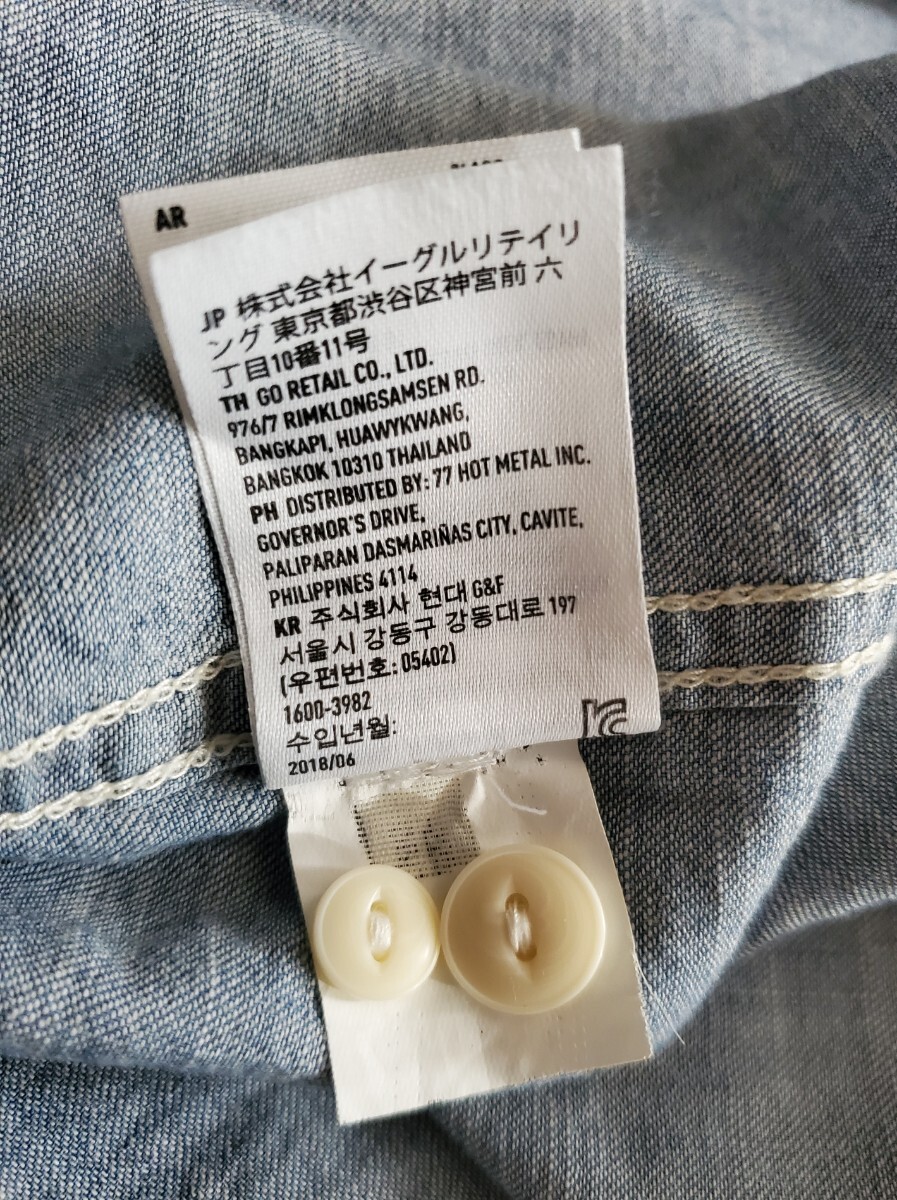 AR
JP 株式会社イーグルリテイリ
ング 東京都渋谷区神宮前 六
丁目10番11号
TH GO RETAIL CO., LTD.
976/7 RIMKLONGSAMSEN RD.
BANGKAPI, HUAWYKWANG,
BANGKOK 10310 THAILAND
PH DISTRIBUTED BY: 77 HOT METAL INC.
GOVERNOR'S DRIVE,
PALIPARAN DASMARIÑAS CITY, CAVITE,
PHILIPPINES 4114
KR 주식회사 현대 G&F
서울시 강동구 강동대로 197
(우편번호: 05402)
1600-3982
수입년월:
2018/06